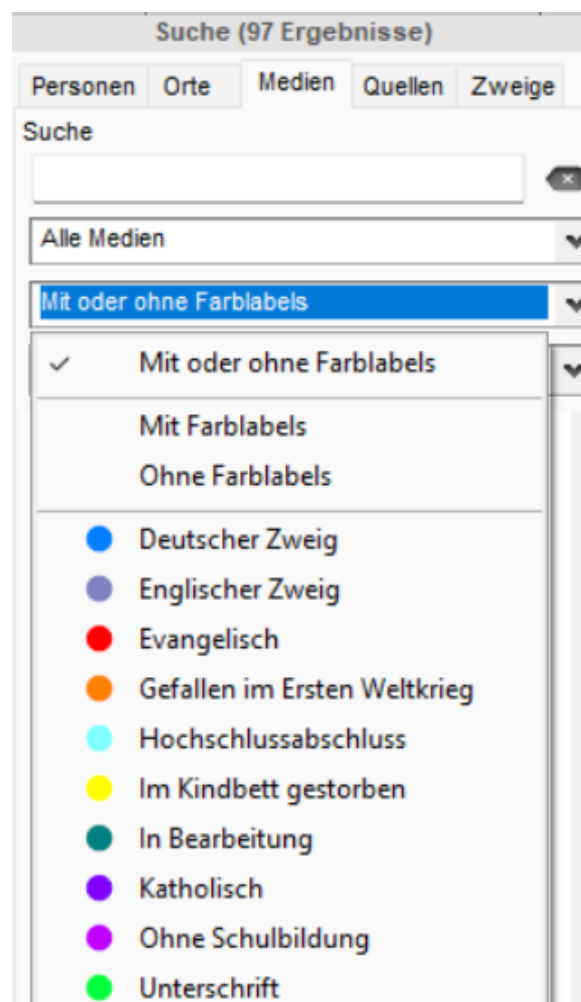 Suche (97 Ergebnisse)
Personen Orte Medien Quellen Zweige
Suche
Alle Medien
Mit oder ohne Farblabels
Mit oder ohne Farblabels
Mit Farblabels
Ohne Farblabels
Deutscher Zweig
Englischer Zweig
Evangelisch
Gefallen im Ersten Weltkrieg
Hochschlussabschluss
Im Kindbett gestorben
In Bearbeitung
Katholisch
Ohne Schulbildung
Unterschrift